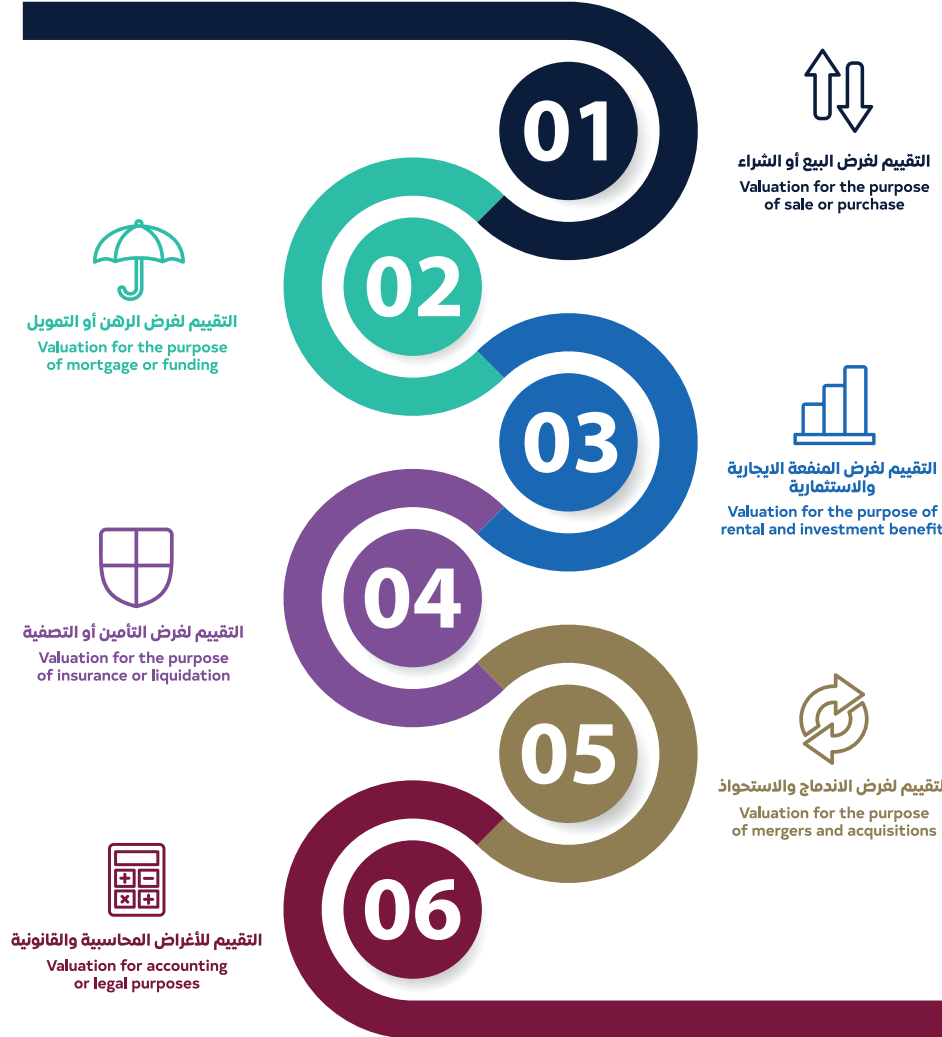 01
التقييم لغرض البيع أو الشراء
Valuation for the purpose
of sale or purchase
02
التقييم لغرض الرهن أو التمويل
Valuation for the purpose
of mortgage or funding
03
التقييم لغرض المنفعة الايجارية
والاستثمارية
Valuation for the purpose of
rental and investment benefit
04
التقييم لغرض التأمين أو التصفية
Valuation for the purpose
of insurance or liquidation
05
لتقييم لغرض الاندماج والاستحواذ
Valuation for the purpose
of mergers and acquisitions
06
التقييم للأغراض المحاسبية والقانونية
Valuation for accounting
or legal purposes